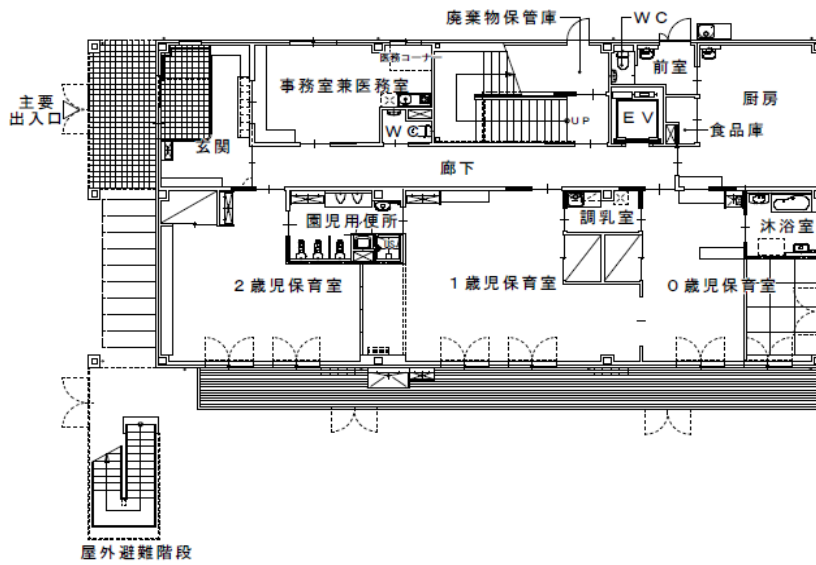 廃棄物保管庫
WC
医務コーナー
前室
事務室兼医務室
厨房
主要
出入口
EV
WC
UP
食品庫
玄関
廊下
園児用便所
調乳室
沐浴室
2歳児保育室
1歳児保育室
0歳児保育室
屋外避難階段